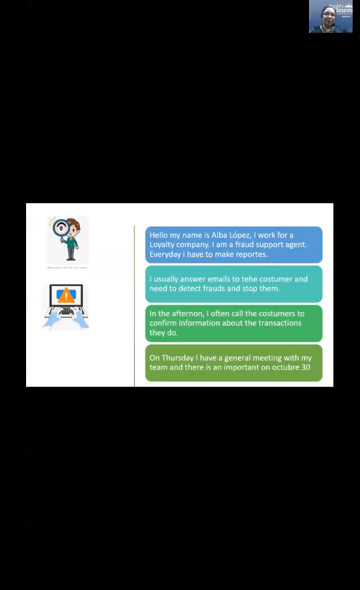 Hello my name is Alba López, I work for a
Loyalty company. I am a fraud support agent.
Everyday i have to make reportes.
I usually answer emails to tehe costumer and
need to detect frauds and stop them.
In the afternon, I often call the costumers to
confirm information about the transactions
they do.
On Thursday I have a general meeting with my
team and there is an important on octubre 30